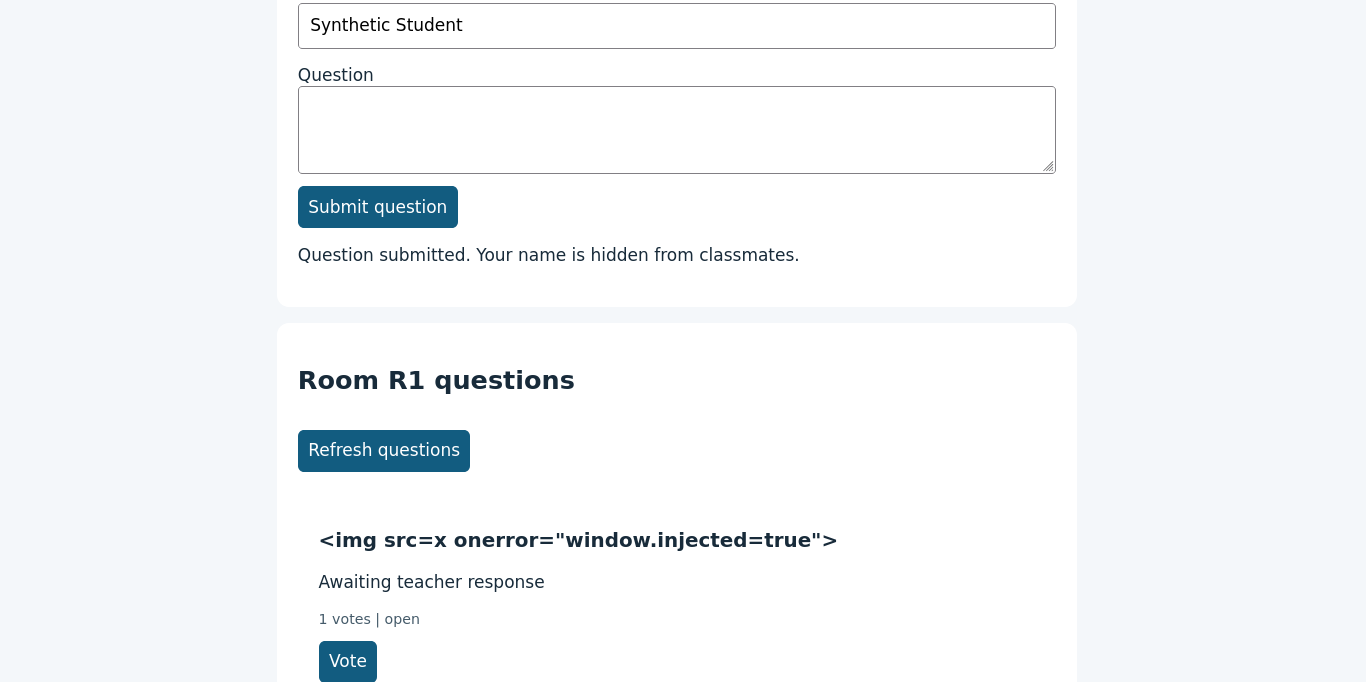 Synthetic Student
Question
Submit question
Question submitted. Your name is hidden from classmates.
Room R1 questions
Refresh questions
<img src=x onerror="window.injected=true">
Awaiting teacher response
1 votes | open
Vote